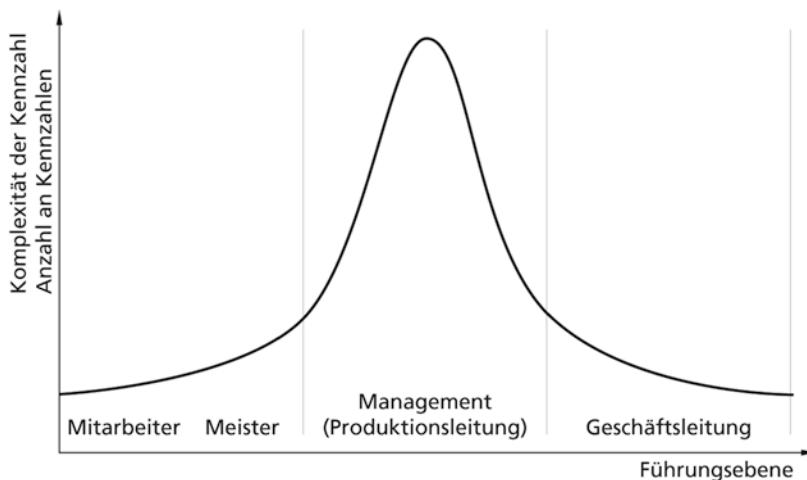 Komplexität der Kennzahl
Anzahl an Kennzahlen
Mitarbeiter
Meister
Management
(Produktionsleitung)
Geschäftsleitung
Führungsebene